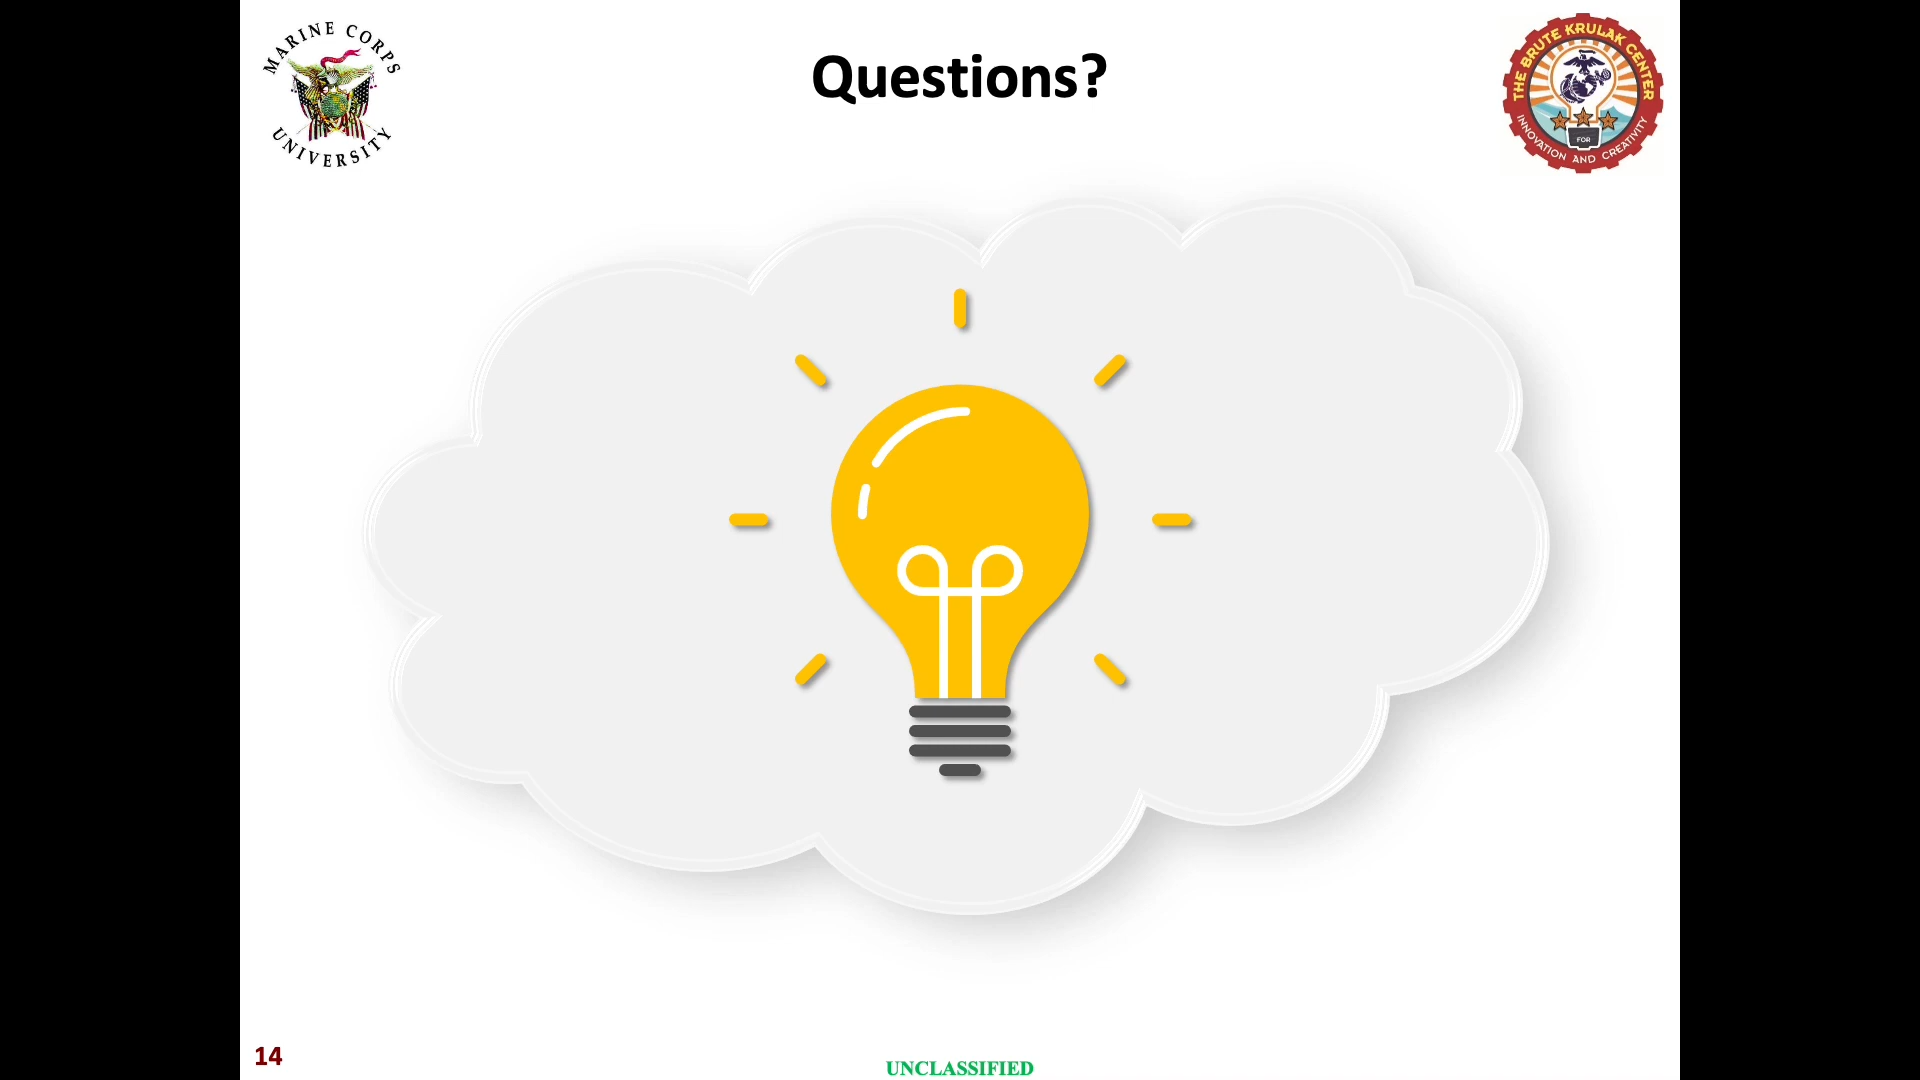 MARINE CORPS
UNIVERSITY
Questions?
THE BRUTE KRULAK CENTER
FOR
INNOVATION AND CREATIVITY
14
UNCLASSIFIED